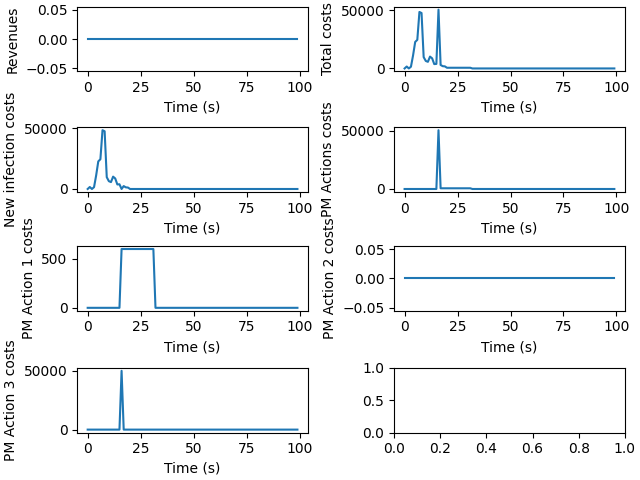 Revenues
0.05
0.00
−0.05
0 25 50 75 100
Time (s)
Total costs
50000
0
0 25 50 75 100
Time (s)
New infection costs
50000
0
0 25 50 75 100
Time (s)
PM Actions costs
50000
0
0 25 50 75 100
Time (s)
PM Action 1 costs
500
0
0 25 50 75 100
Time (s)
PM Action 2 costs
0.05
0.00
−0.05
0 25 50 75 100
Time (s)
PM Action 3 costs
50000
0
0 25 50 75 100
Time (s)
1.0
0.5
0.0
0.0 0.2 0.4 0.6 0.8 1.0